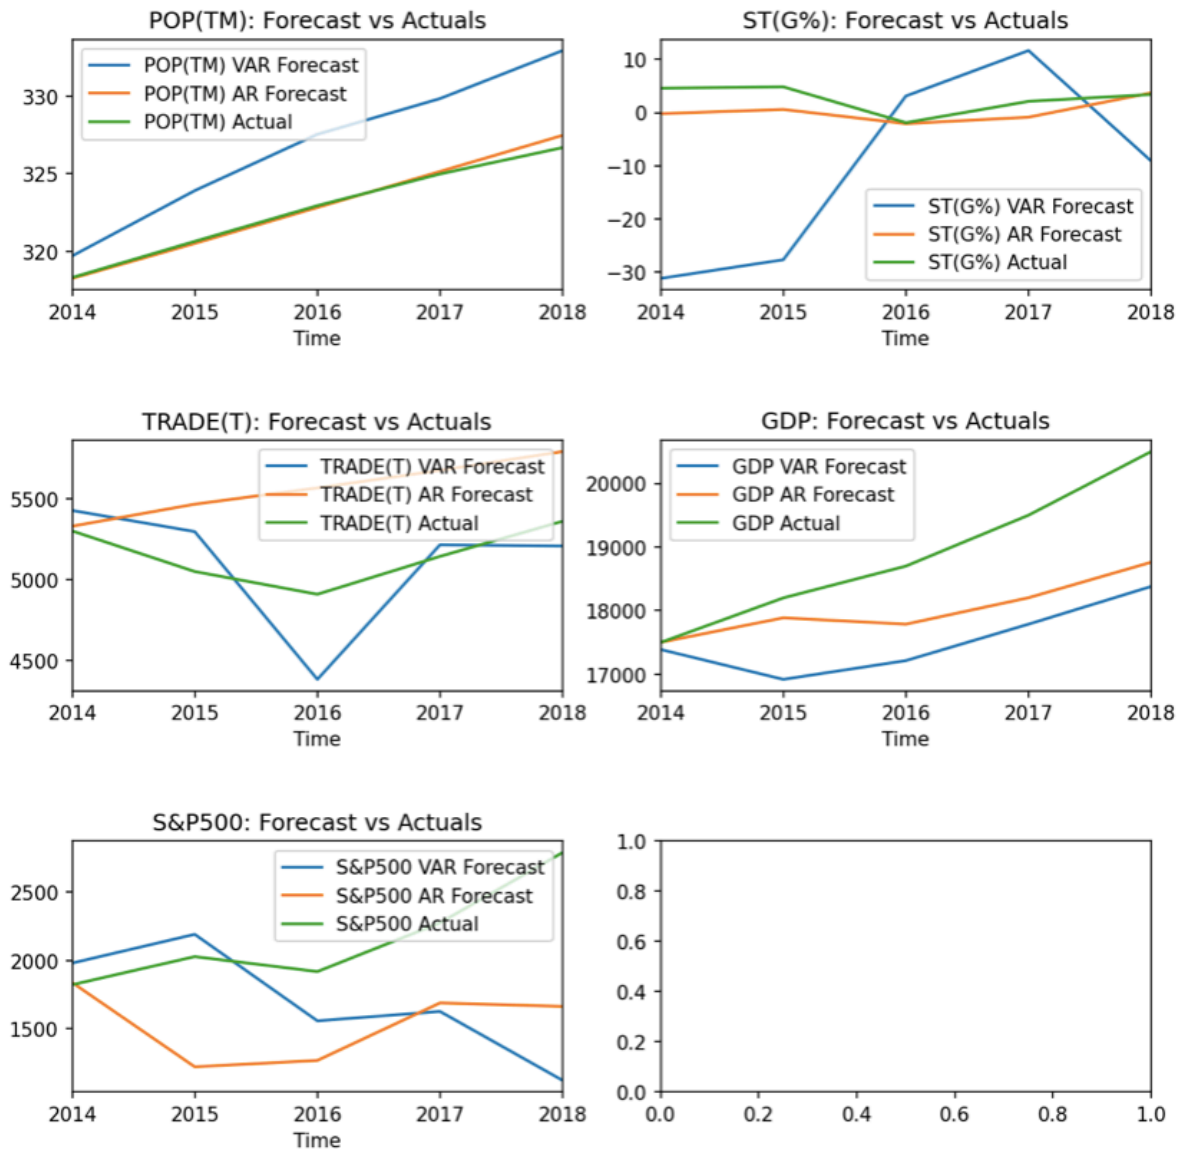 POP(TM): Forecast vs Actuals
POP(TM) VAR Forecast
POP(TM) AR Forecast
POP(TM) Actual
330
325
320
2014 2015 2016 2017 2018
Time
ST(G%): Forecast vs Actuals
10
0
−10
−20
−30
ST(G%) VAR Forecast
ST(G%) AR Forecast
ST(G%) Actual
2014 2015 2016 2017 2018
Time
TRADE(T): Forecast vs Actuals
TRADE(T) VAR Forecast
TRADE(T) AR Forecast
TRADE(T) Actual
5500
5000
4500
2014 2015 2016 2017 2018
Time
GDP: Forecast vs Actuals
GDP VAR Forecast
GDP AR Forecast
GDP Actual
20000
19000
18000
17000
2014 2015 2016 2017 2018
Time
S&P500: Forecast vs Actuals
S&P500 VAR Forecast
S&P500 AR Forecast
S&P500 Actual
2500
2000
1500
2014 2015 2016 2017 2018
Time
1.0
0.8
0.6
0.4
0.2
0.0
0.0 0.2 0.4 0.6 0.8 1.0